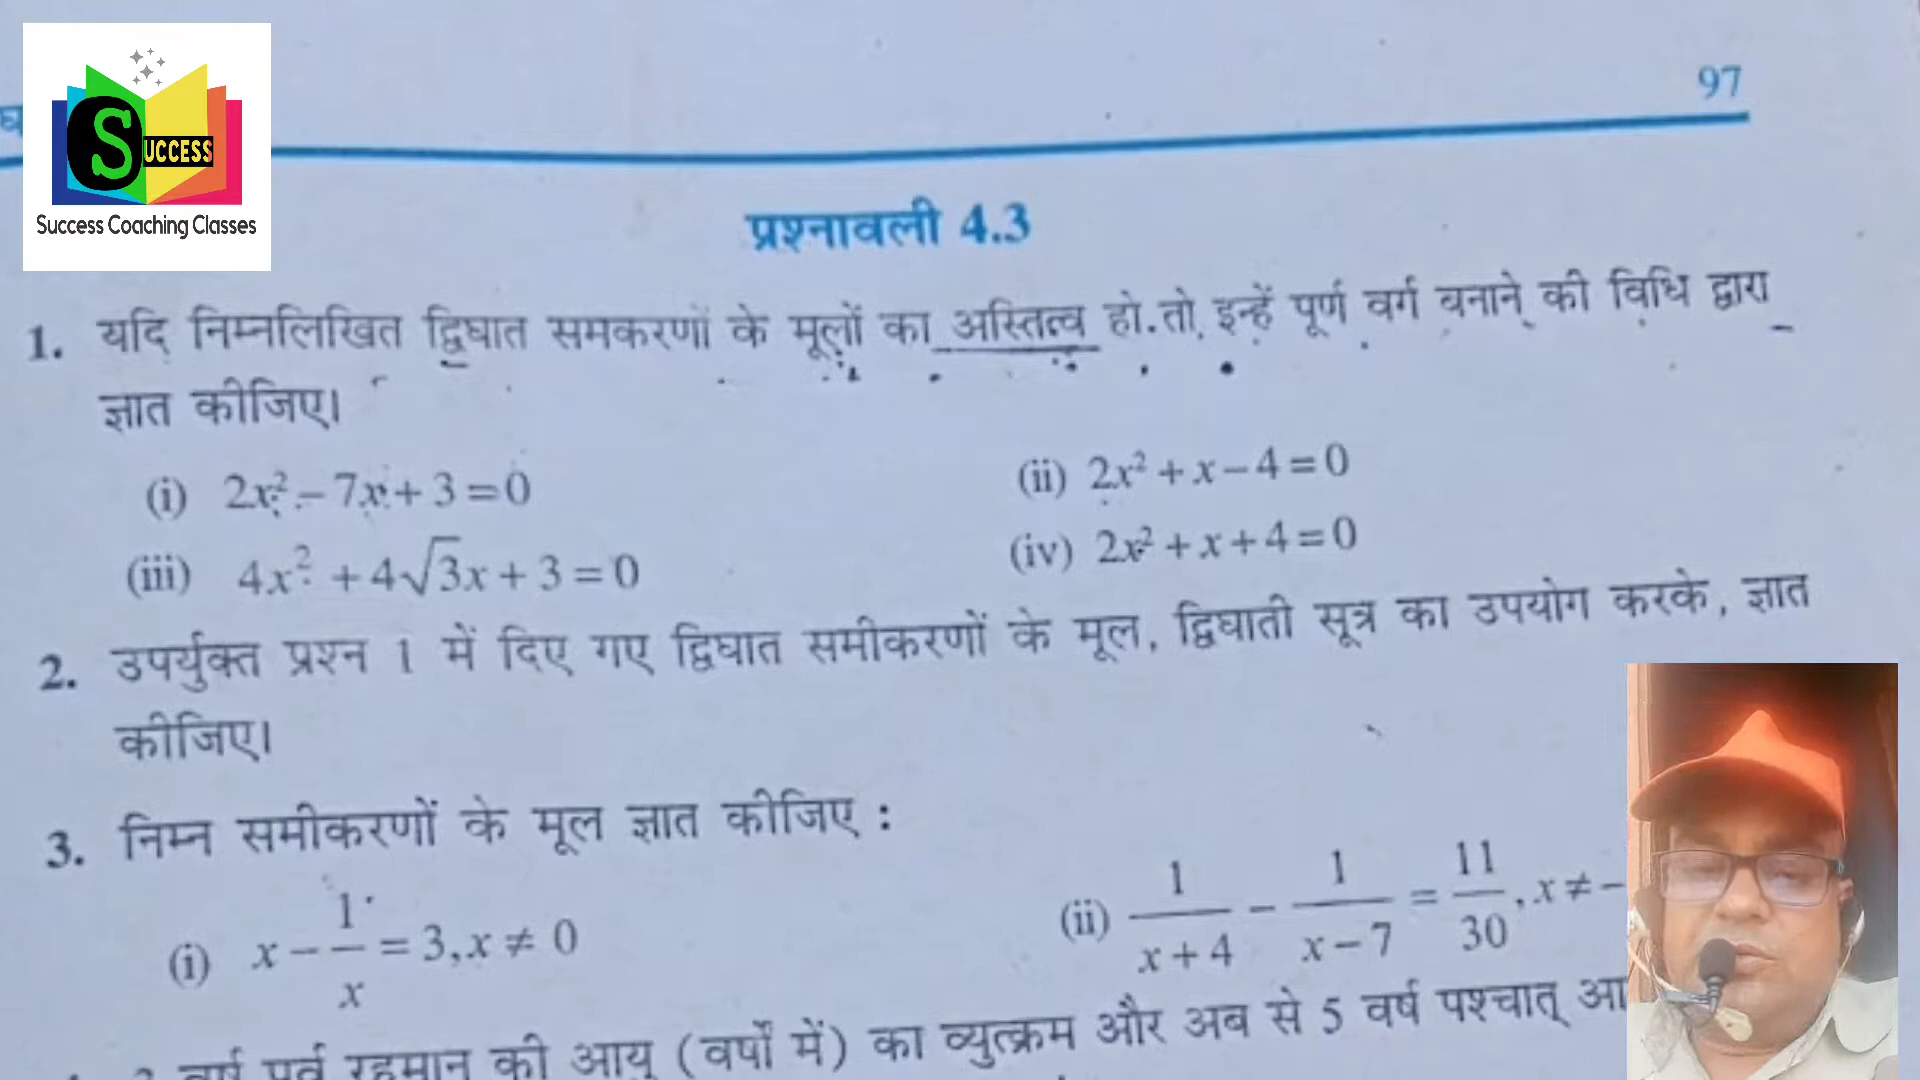 SUCCESS
Success Coaching Classes
97
प्रश्नावली 4.3
1. यदि निम्नलिखित द्विघात समकरणों के मूलों का अस्तित्व हो तो इन्हें पूर्ण वर्ग बनाने की विधि द्वारा
ज्ञात कीजिए।
(i) 2x² – 7x + 3 = 0
(ii) 2x² + x – 4 = 0
(iii) 4x² + 4√3x + 3 = 0
(iv) 2x² + x + 4 = 0
2. उपर्युक्त प्रश्न 1 में दिए गए द्विघात समीकरणों के मूल, द्विघाती सूत्र का उपयोग करके, ज्ञात
कीजिए।
3. निम्न समीकरणों के मूल ज्ञात कीजिए :
(i) x – 1/x = 3, x ≠ 0
(ii) 1/(x + 4) – 1/(x – 7) = 11/30, x ≠ –
वर्ष पूर्व रहमान की आयु (वर्षों में) का व्युत्क्रम और अब से 5 वर्ष पश्चात् आ